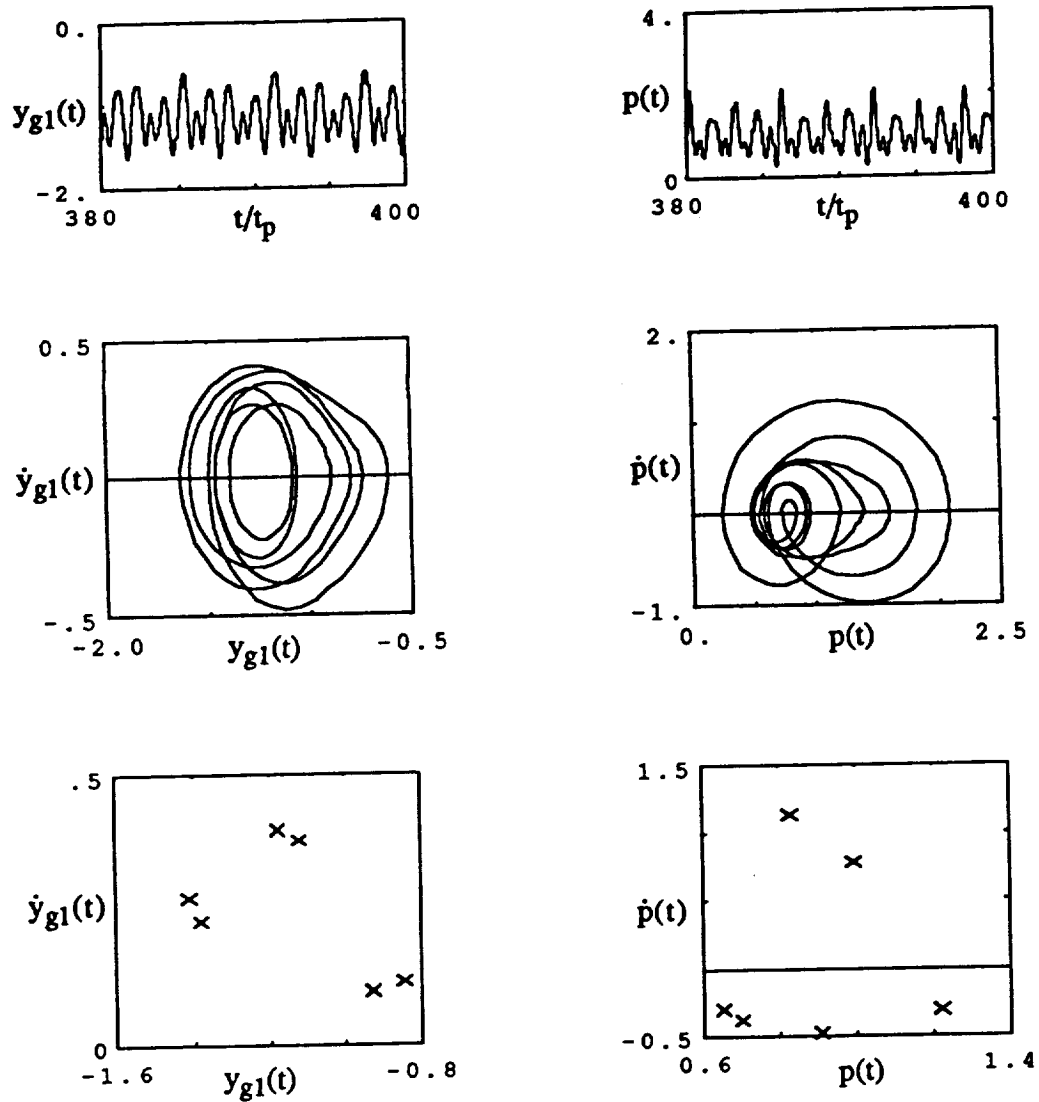 0.
y_g1(t)
-2.
380
t/t_p
400
4.
p(t)
0
380
t/t_p
400
0.5
ẏ_g1(t)
-.5
-2.0
y_g1(t)
-0.5
2.
ṗ(t)
-1.
0.
p(t)
2.5
.5
ẏ_g1(t)
0
-1.6
y_g1(t)
-0.8
1.5
ṗ(t)
-0.5
0.6
p(t)
1.4